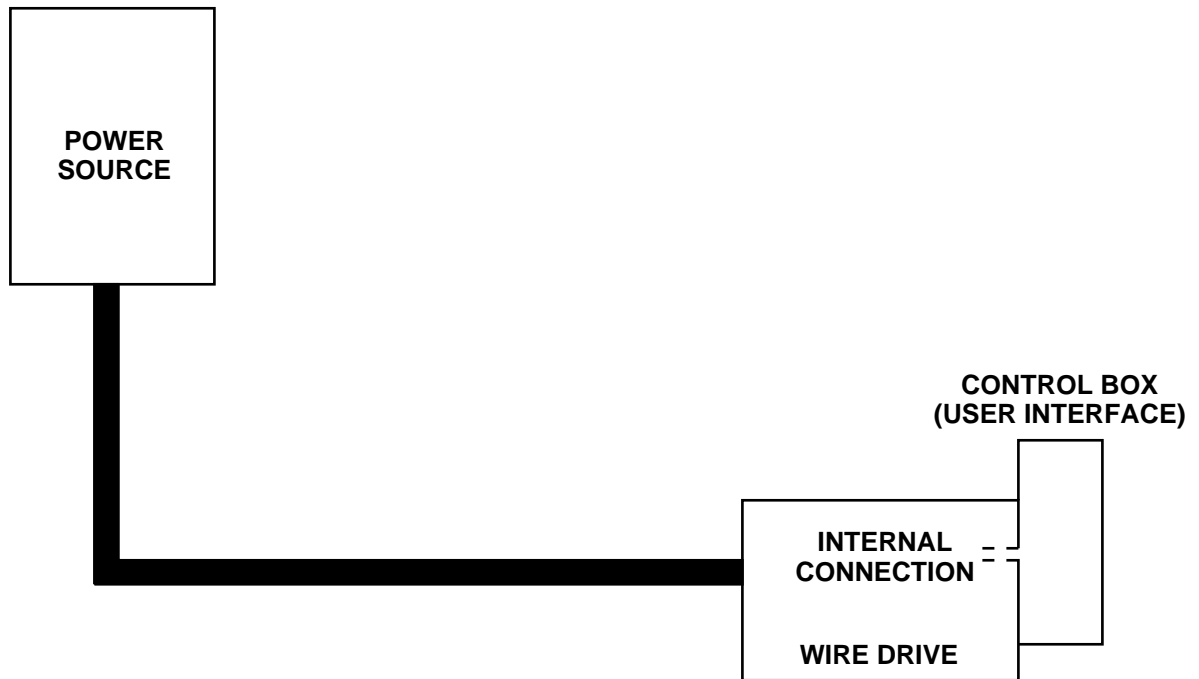 POWER
SOURCE
CONTROL BOX
(USER INTERFACE)
INTERNAL
CONNECTION
WIRE DRIVE